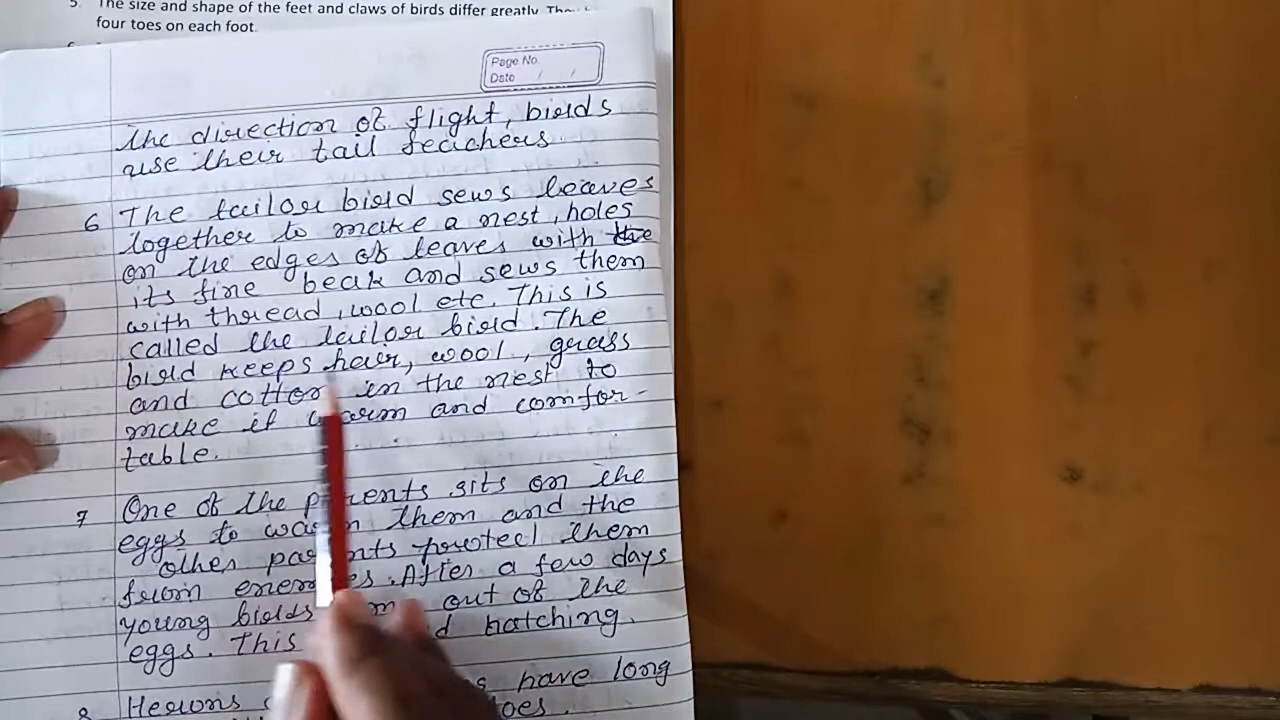 5. The size and shape of the feet and claws of birds differ greatly. They
four toes on each foot.
Page No.
Date / /
the direction of flight, birds
use their tail feachers.
6 The tailor bird sews leaves
together to make a nest, holes
on the edges of leaves with the
its fine beak and sews them
with thread, wool etc. This is
called the tailor bird. The
bird keeps hair, wool, grass
and cotton in the nest to
make it warm and comfor-
table.
7 One of the parents sits on the
eggs to warm them and the
other parents protect them
from enemies. After a few days
young birds out of the
eggs. This hatching.
8 Herons have long
toes.